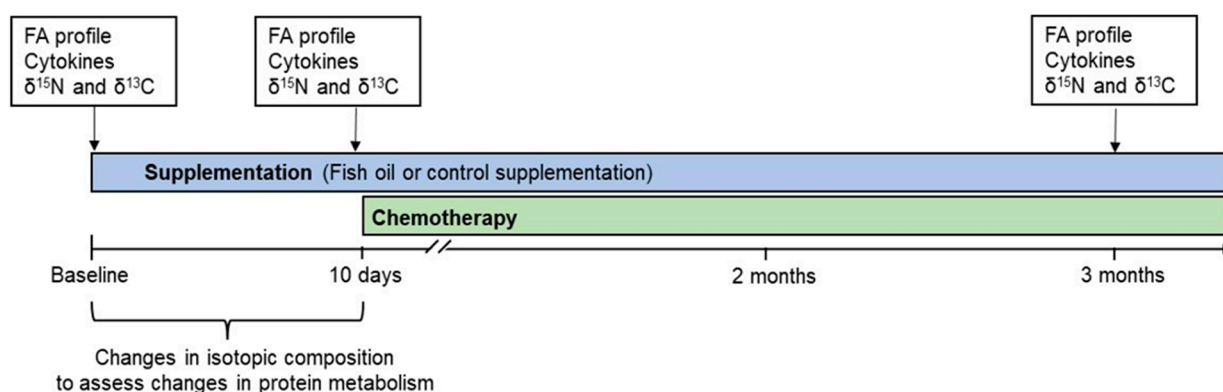 FA profile
Cytokines
δ¹⁵N and δ¹³C
FA profile
Cytokines
δ¹⁵N and δ¹³C
FA profile
Cytokines
δ¹⁵N and δ¹³C
Supplementation (Fish oil or control supplementation)
Chemotherapy
Baseline
10 days
2 months
3 months
Changes in isotopic composition
to assess changes in protein metabolism